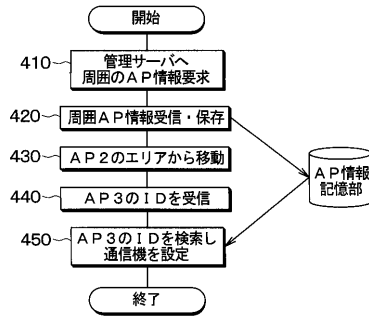 開始
410
管理サーバへ
周囲のAP情報要求
420
周囲AP情報受信・保存
430
AP2のエリアから移動
440
AP3のIDを受信
AP情報
記憶部
450
AP3のIDを検索し
通信機を設定
終了